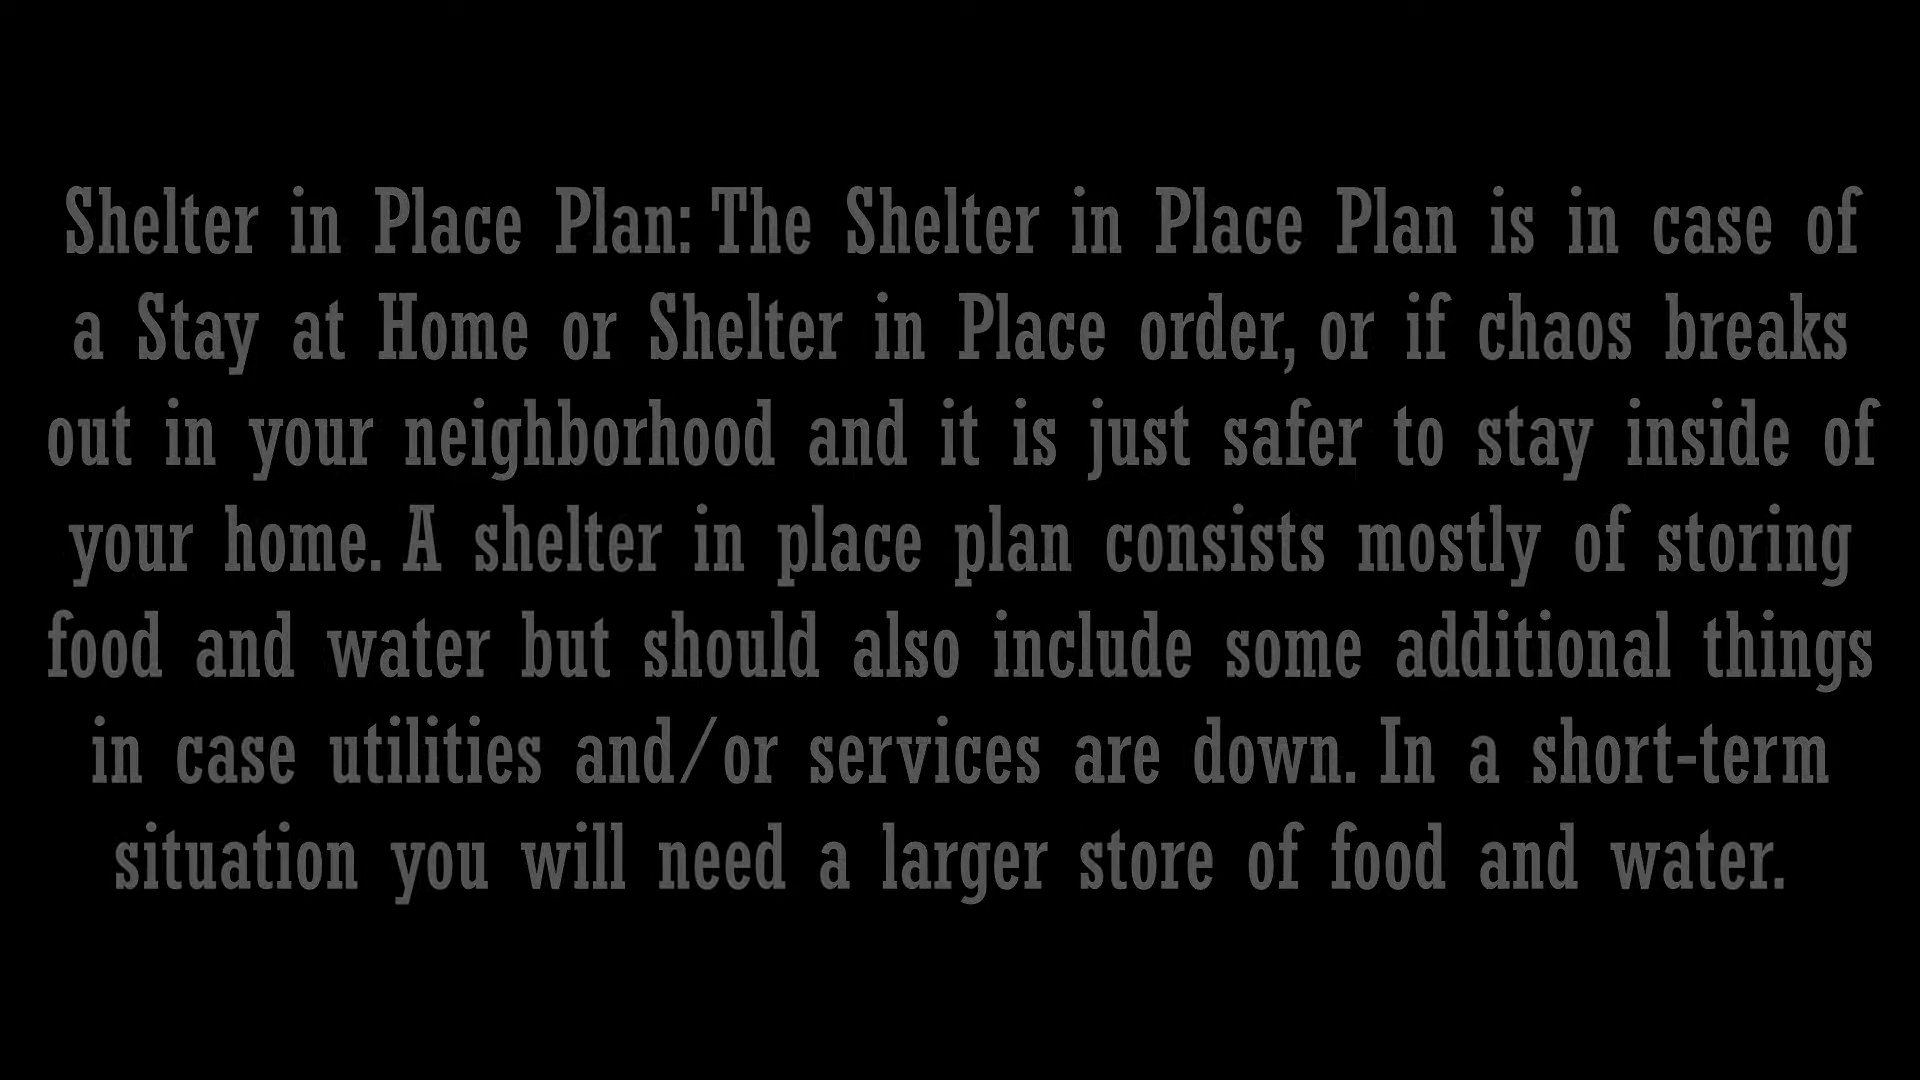 Shelter in Place Plan: The Shelter in Place Plan is in case of
a Stay at Home or Shelter in Place order, or if chaos breaks
out in your neighborhood and it is just safer to stay inside of
your home. A shelter in place plan consists mostly of storing
food and water but should also include some additional things
in case utilities and/or services are down. In a short-term
situation you will need a larger store of food and water.